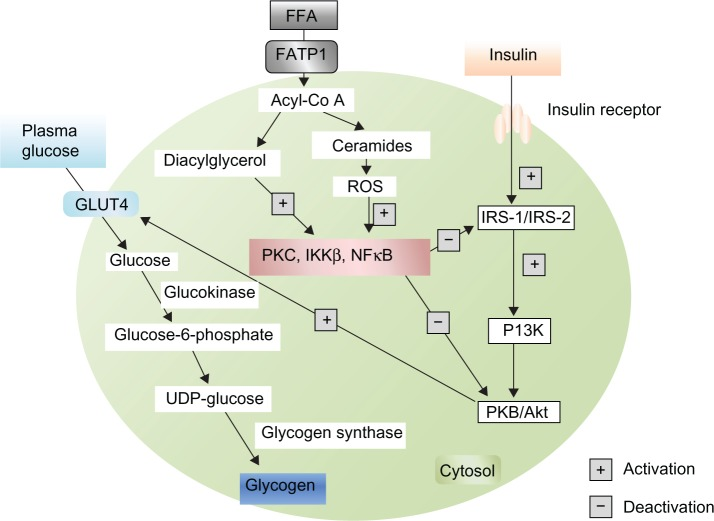 FFA
FATP1
Insulin
Acyl-Co A
Insulin receptor
Plasma
glucose
Diacylglycerol
Ceramides
+
ROS
GLUT4
+
+
IRS-1/IRS-2
−
PKC, IKKβ, NFκB
Glucose
+
Glucokinase
+
−
Glucose-6-phosphate
P13K
UDP-glucose
PKB/Akt
Glycogen synthase
Cytosol
+ Activation
Glycogen
− Deactivation